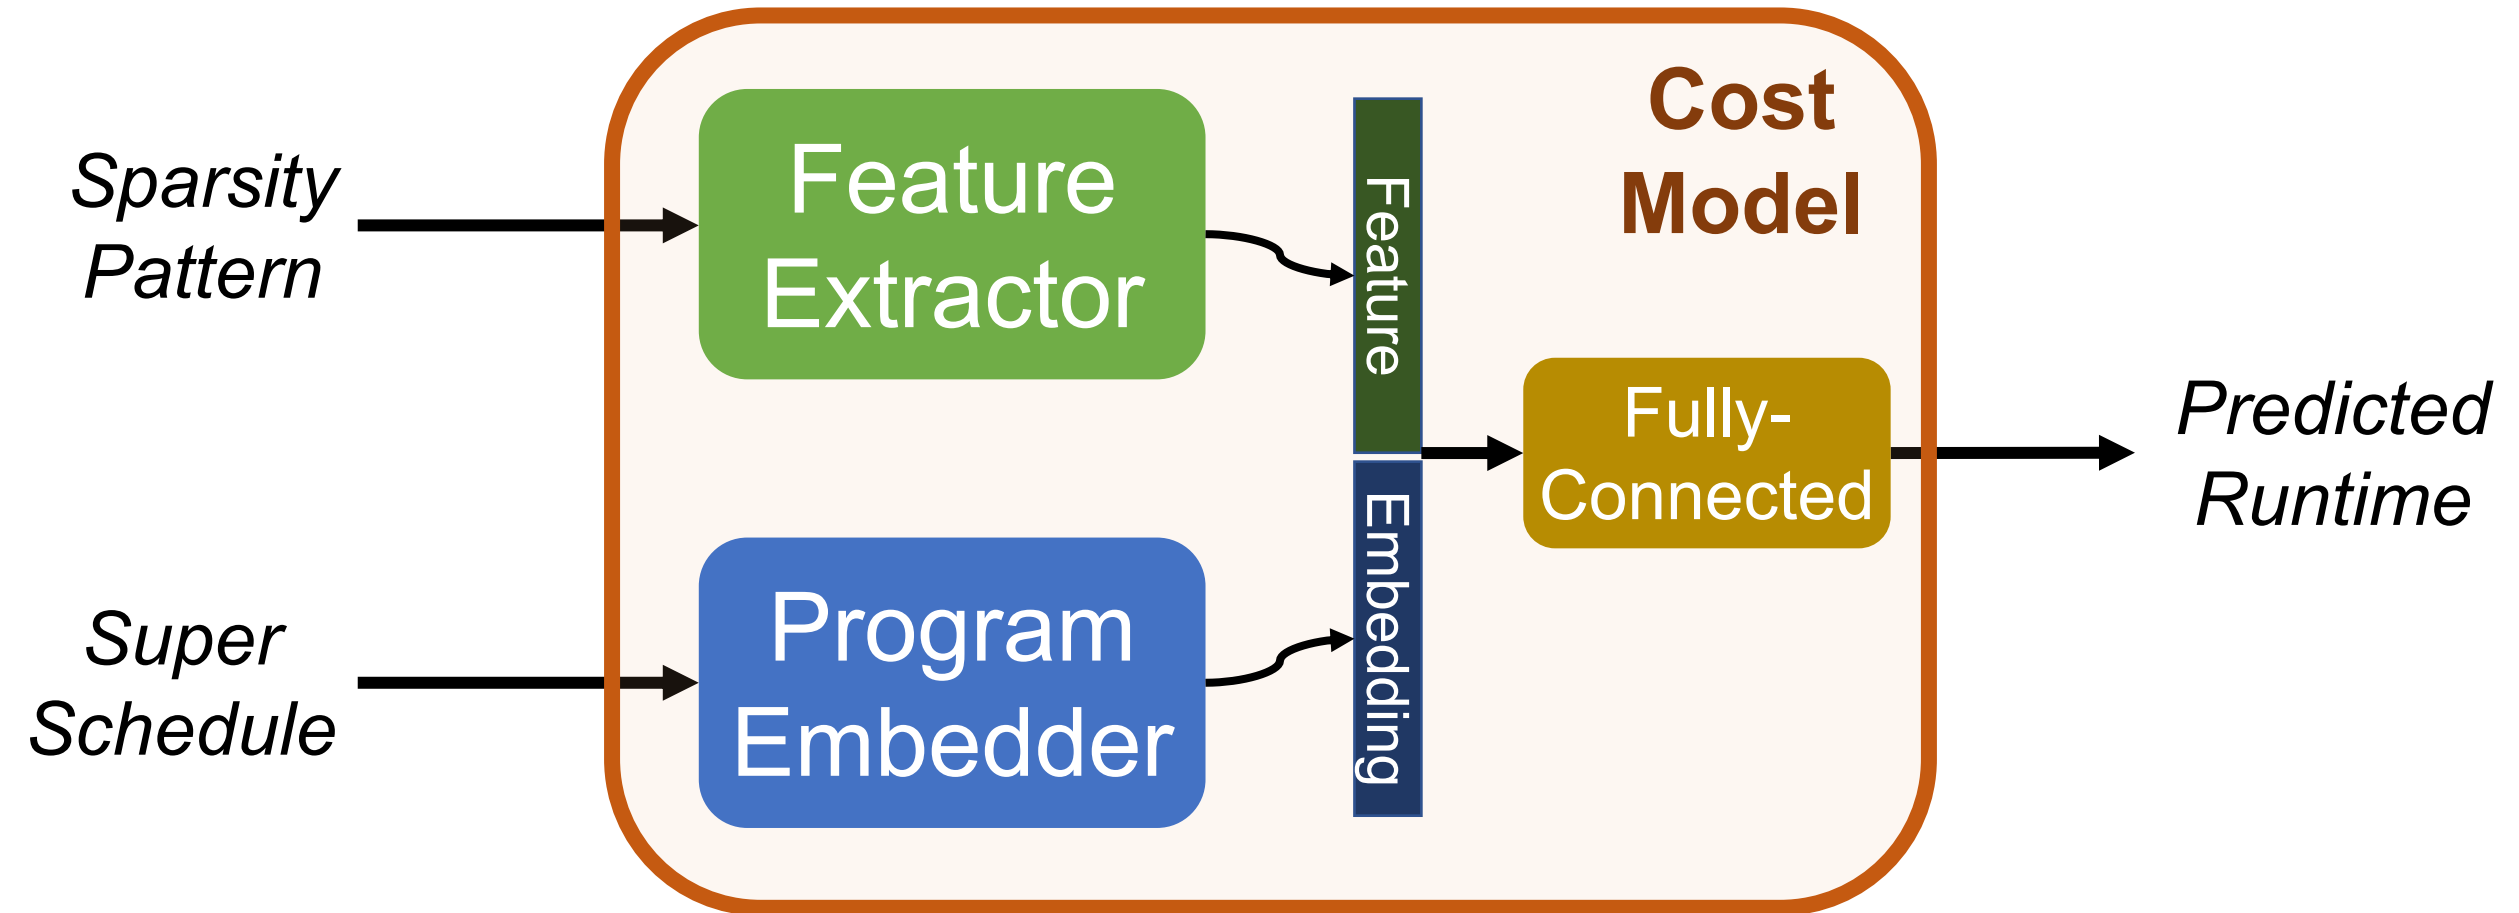 Sparsity
Pattern
Super
Schedule
Feature
Extractor
Program
Embedder
Feature
Embedding
Cost
Model
Fully-
Connected
Predicted
Runtime